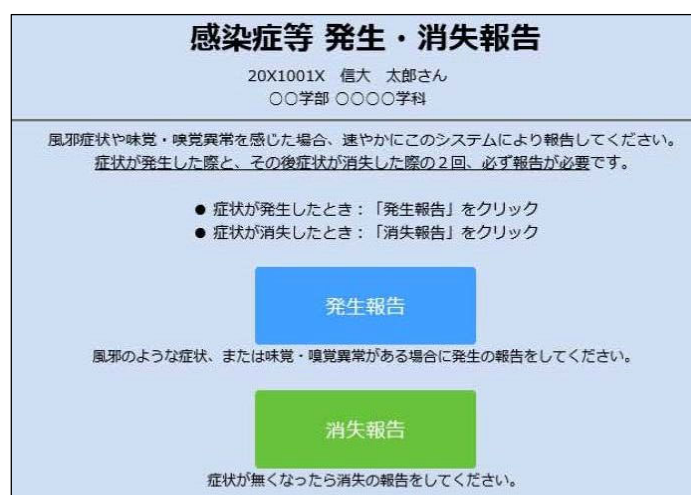 感染症等 発生・消失報告
20X1001X 信大 太郎さん
○○学部 ○○○○学科
風邪症状や味覚・嗅覚異常を感じた場合、速やかにこのシステムにより報告してください。
症状が発生した際と、その後症状が消失した際の2回、必ず報告が必要です。
● 症状が発生したとき：「発生報告」をクリック
● 症状が消失したとき：「消失報告」をクリック
発生報告
風邪のような症状、または味覚・嗅覚異常がある場合に発生の報告をしてください。
消失報告
症状が無くなったら消失の報告をしてください。